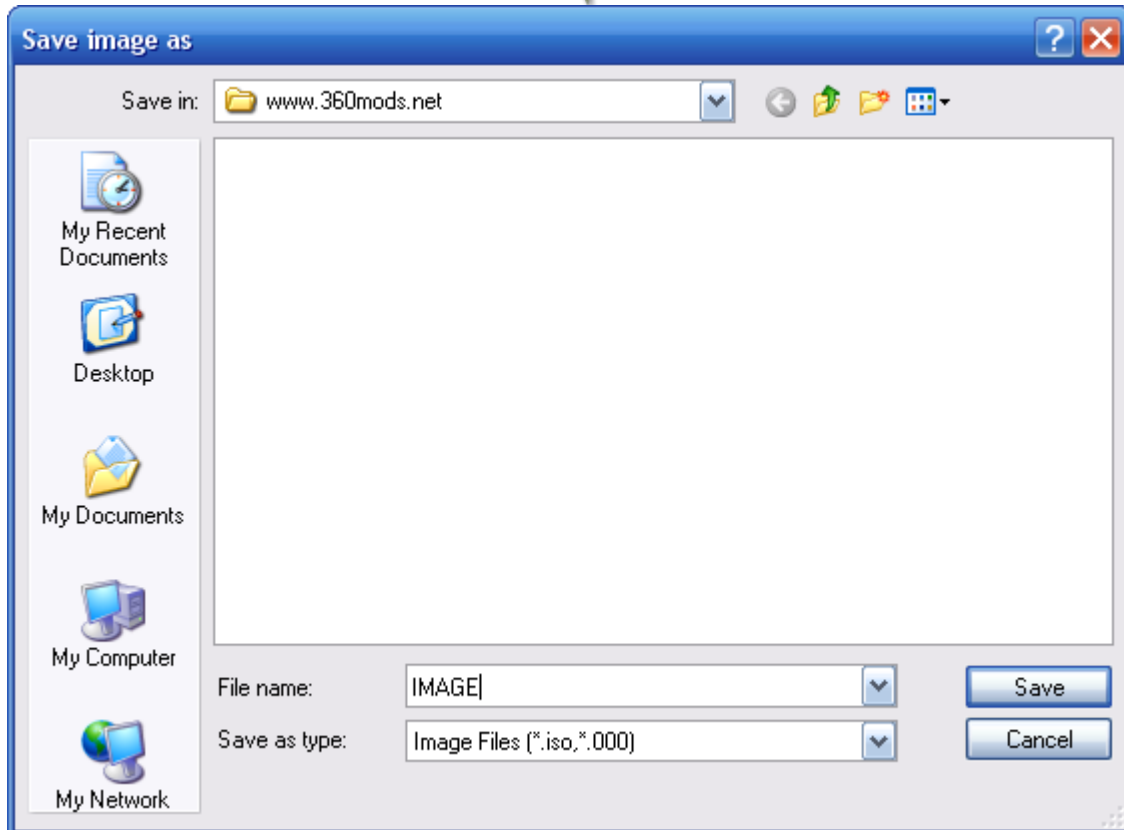 Save image as
Save in:
www.360mods.net
My Recent
Documents
Desktop
My Documents
My Computer
My Network
File name:
IMAGE
Save
Save as type:
Image Files (*.iso,*.000)
Cancel